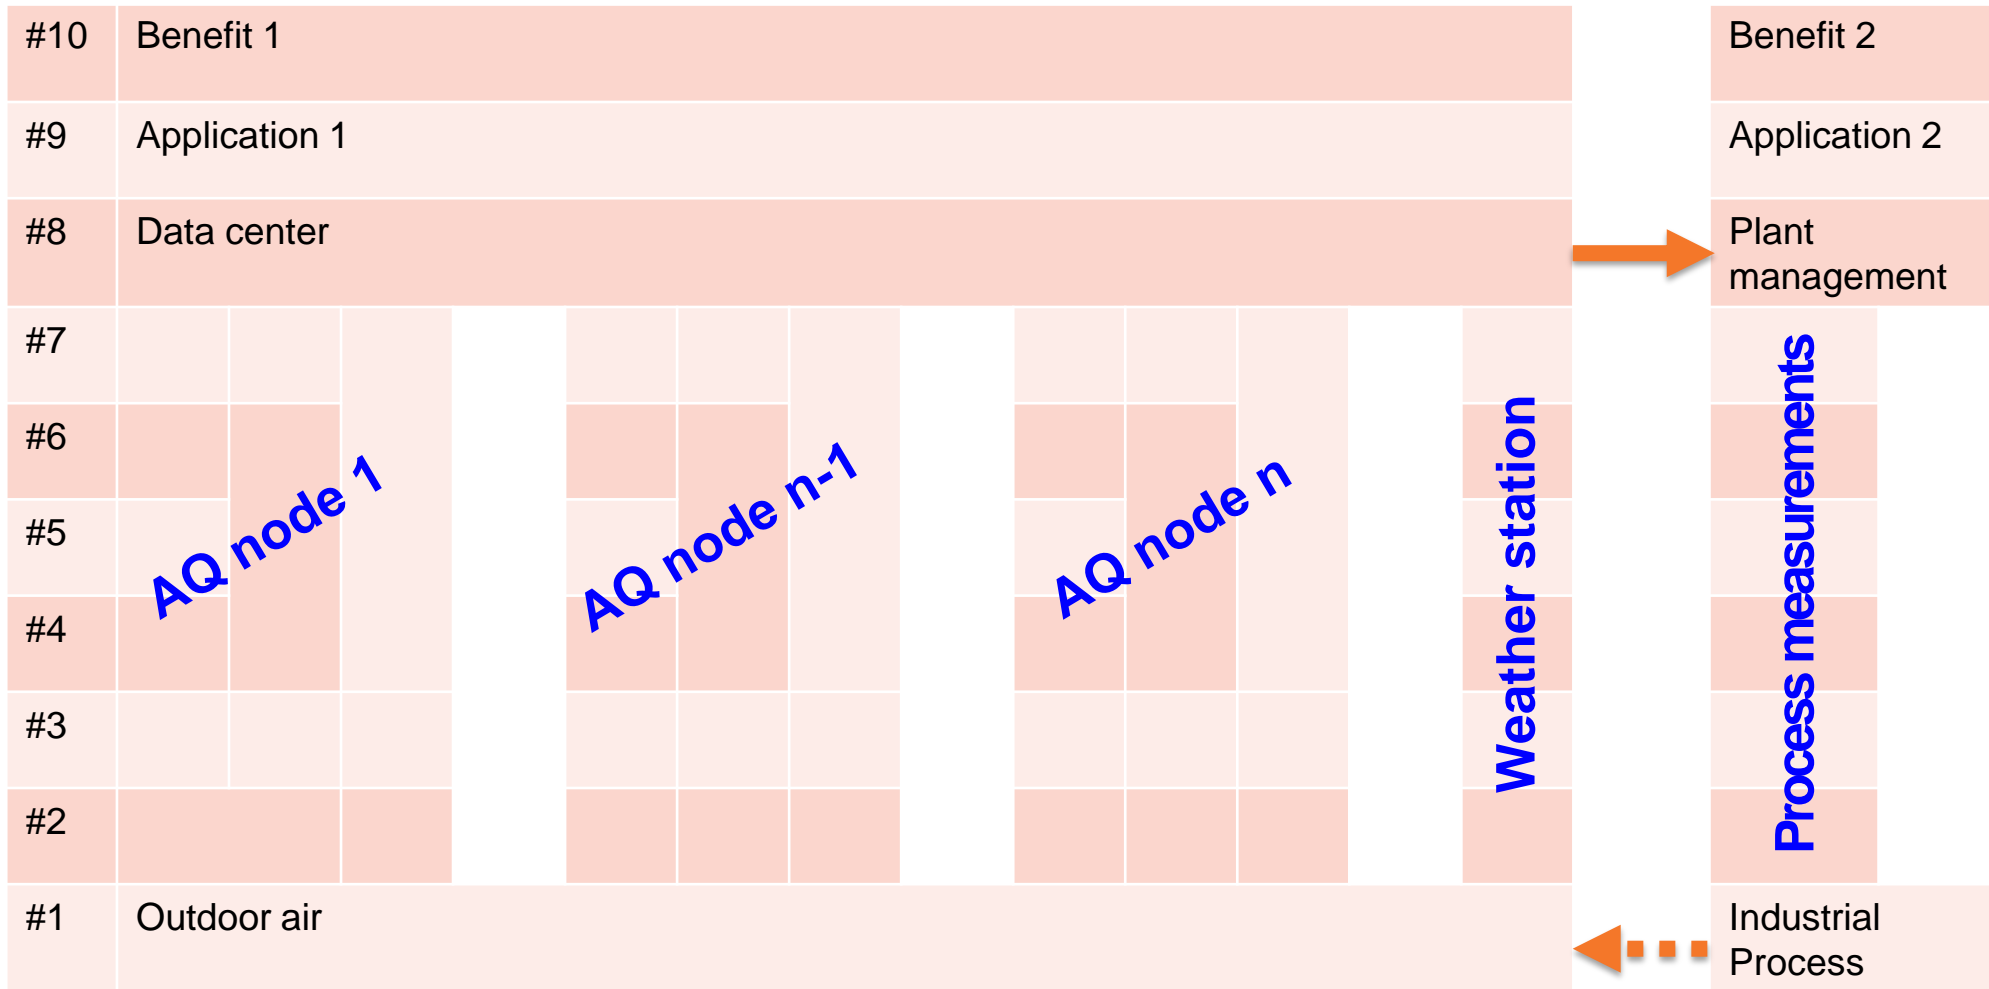 #10 Benefit 1 Benefit 2
#9 Application 1 Application 2
#8 Data center Plant
management
#7
#6
#5
#4
#3
#2
AQ node 1
AQ node n-1
AQ node n
Weather station
Process measurements
#1 Outdoor air Industrial
Process